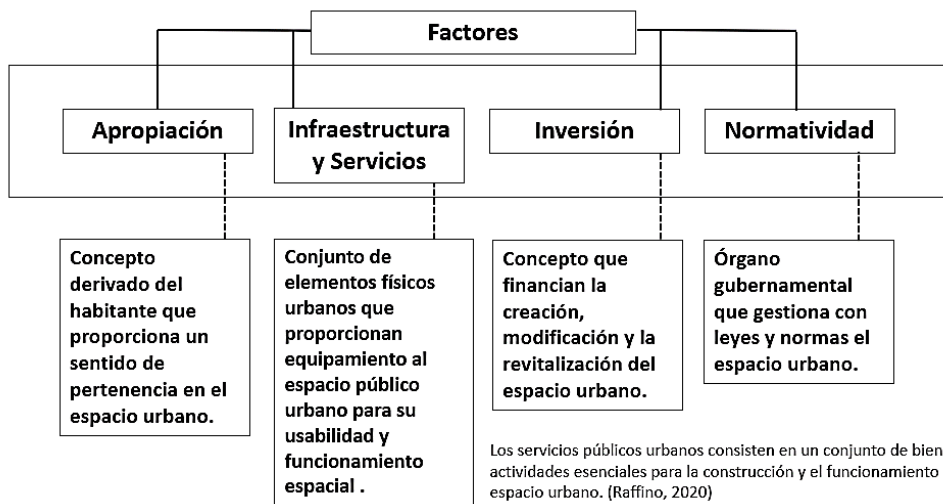 Factores
Apropiación
Infraestructura
y Servicios
Inversión
Normatividad
Concepto
derivado del
habitante que
proporciona un
sentido de
pertenencia en el
espacio urbano.
Conjunto de
elementos físicos
urbanos que
proporcionan
equipamiento al
espacio público
urbano para su
usabilidad y
funcionamiento
espacial .
Concepto que
financian la
creación,
modificación y la
revitalización del
espacio urbano.
Órgano
gubernamental
que gestiona con
leyes y normas el
espacio urbano.
Los servicios públicos urbanos consisten en un conjunto de bien
actividades esenciales para la construcción y el funcionamiento
espacio urbano. (Raffino, 2020)